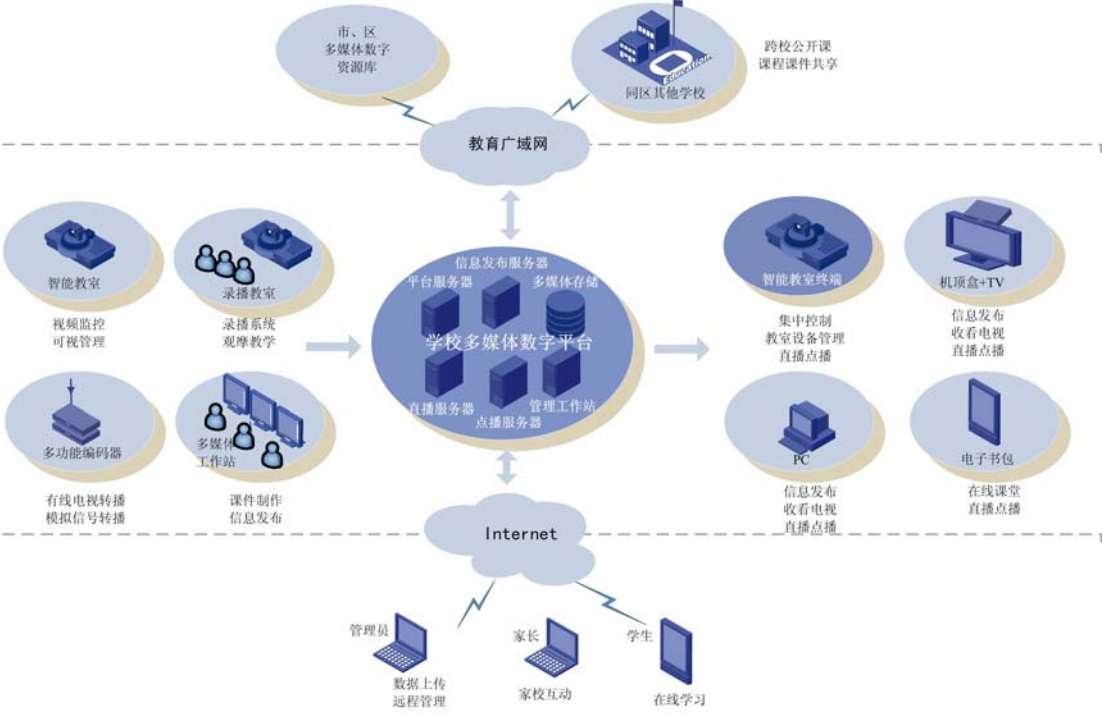 市、区
多媒体数字
资源库
Education
同区其他学校
跨校公开课
课程课件共享
教育广域网
智能教室
视频监控
可视管理
录播教室
录播系统
观摩教学
多功能编码器
有线电视转播
模拟信号转播
多媒体
工作站
课件制作
信息发布
信息发布服务器
平台服务器
多媒体存储
学校多媒体数字平台
直播服务器
点播服务器
管理工作站
智能教室终端
集中控制
教室设备管理
直播点播
机顶盒+TV
信息发布
收看电视
直播点播
PC
信息发布
收看电视
直播点播
电子书包
在线课堂
直播点播
Internet
管理员
数据上传
远程管理
家长
家校互动
学生
在线学习